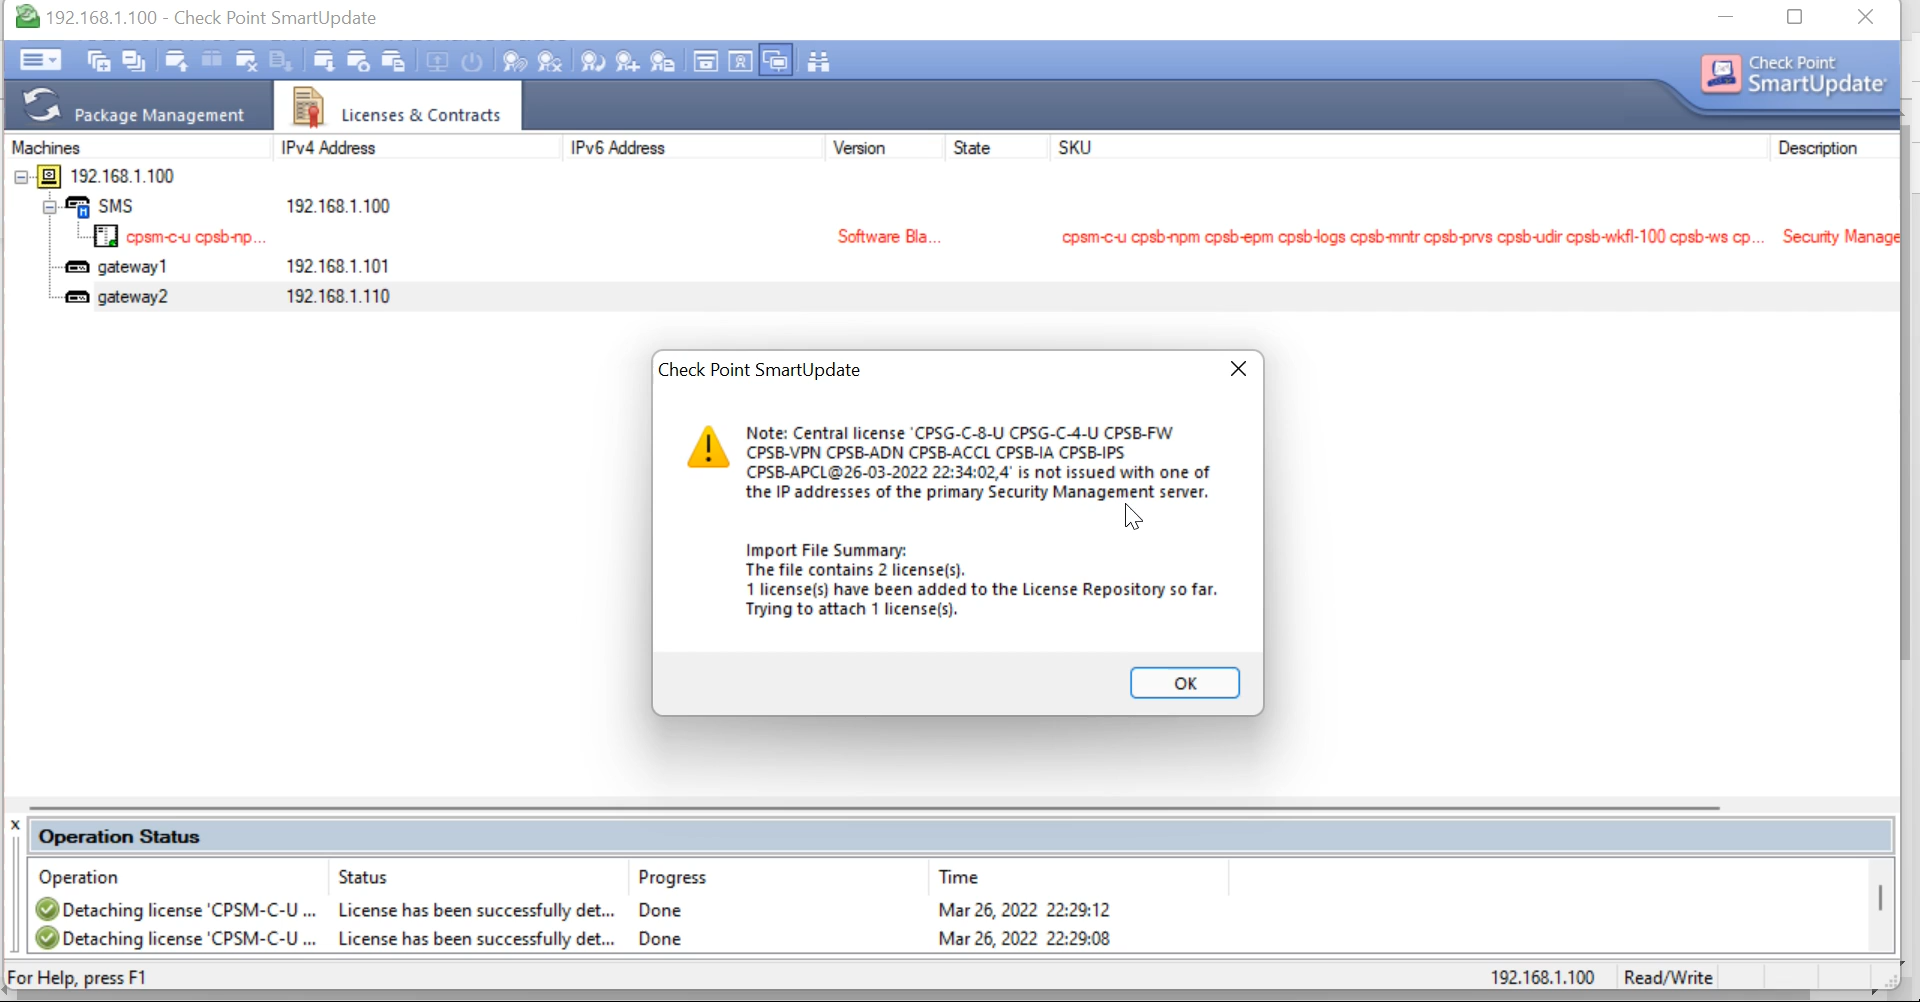 192.168.1.100 - Check Point SmartUpdate
Check Point
SmartUpdate
Package Management
Licenses & Contracts
Machines IPv4 Address IPv6 Address Version State SKU Description
192.168.1.100
SMS 192.168.1.100
cpsm-c-u cpsb-np... Software Bla... cpsm-c-u cpsb-npm cpsb-epm cpsb-logs cpsb-mntr cpsb-prvs cpsb-udir cpsb-wkfl-100 cpsb-ws cp... Security Manage
gateway1 192.168.1.101
gateway2 192.168.1.110
Check Point SmartUpdate
Note: Central license 'CPSG-C-8-U CPSG-C-4-U CPSB-FW
CPSB-VPN CPSB-ADN CPSB-ACCL CPSB-IA CPSB-IPS
CPSB-APCL@26-03-2022 22:34:02,4' is not issued with one of
the IP addresses of the primary Security Management server.
Import File Summary:
The file contains 2 license(s).
1 license(s) have been added to the License Repository so far.
Trying to attach 1 license(s).
OK
x
Operation Status
Operation Status Progress Time
Detaching license 'CPSM-C-U ... License has been successfully det... Done Mar 26, 2022 22:29:12
Detaching license 'CPSM-C-U ... License has been successfully det... Done Mar 26, 2022 22:29:08
For Help, press F1 192.168.1.100 Read/Write